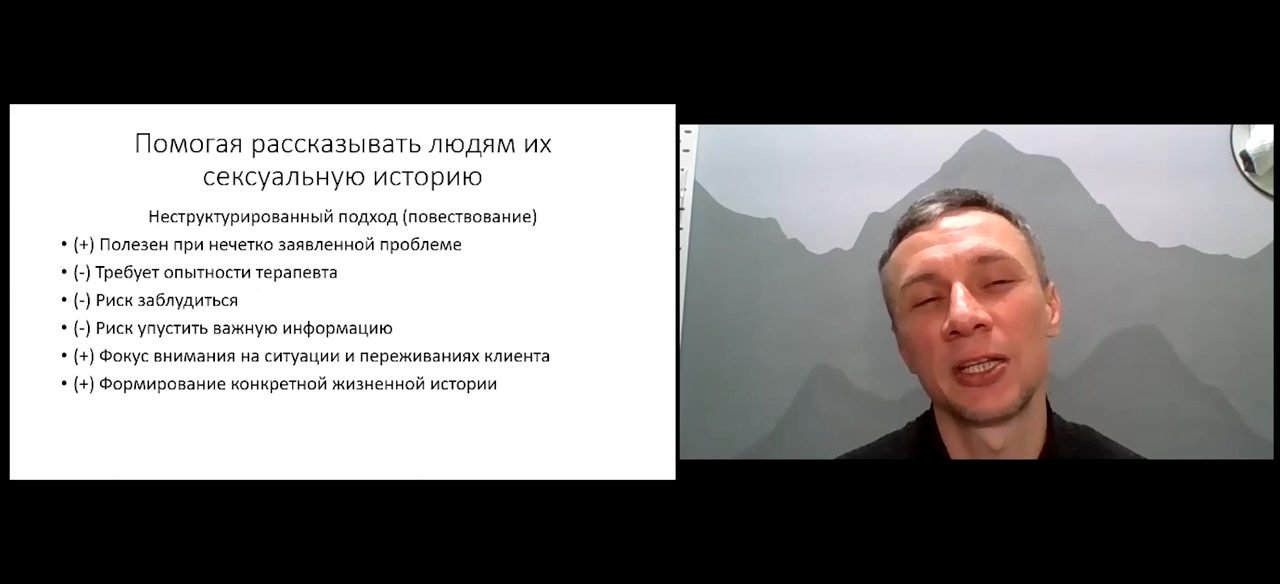 Помогая рассказывать людям их
сексуальную историю
Неструктурированный подход (повествование)
• (+) Полезен при нечетко заявленной проблеме
• (-) Требует опытности терапевта
• (-) Риск заблудиться
• (-) Риск упустить важную информацию
• (+) Фокус внимания на ситуации и переживаниях клиента
• (+) Формирование конкретной жизненной истории